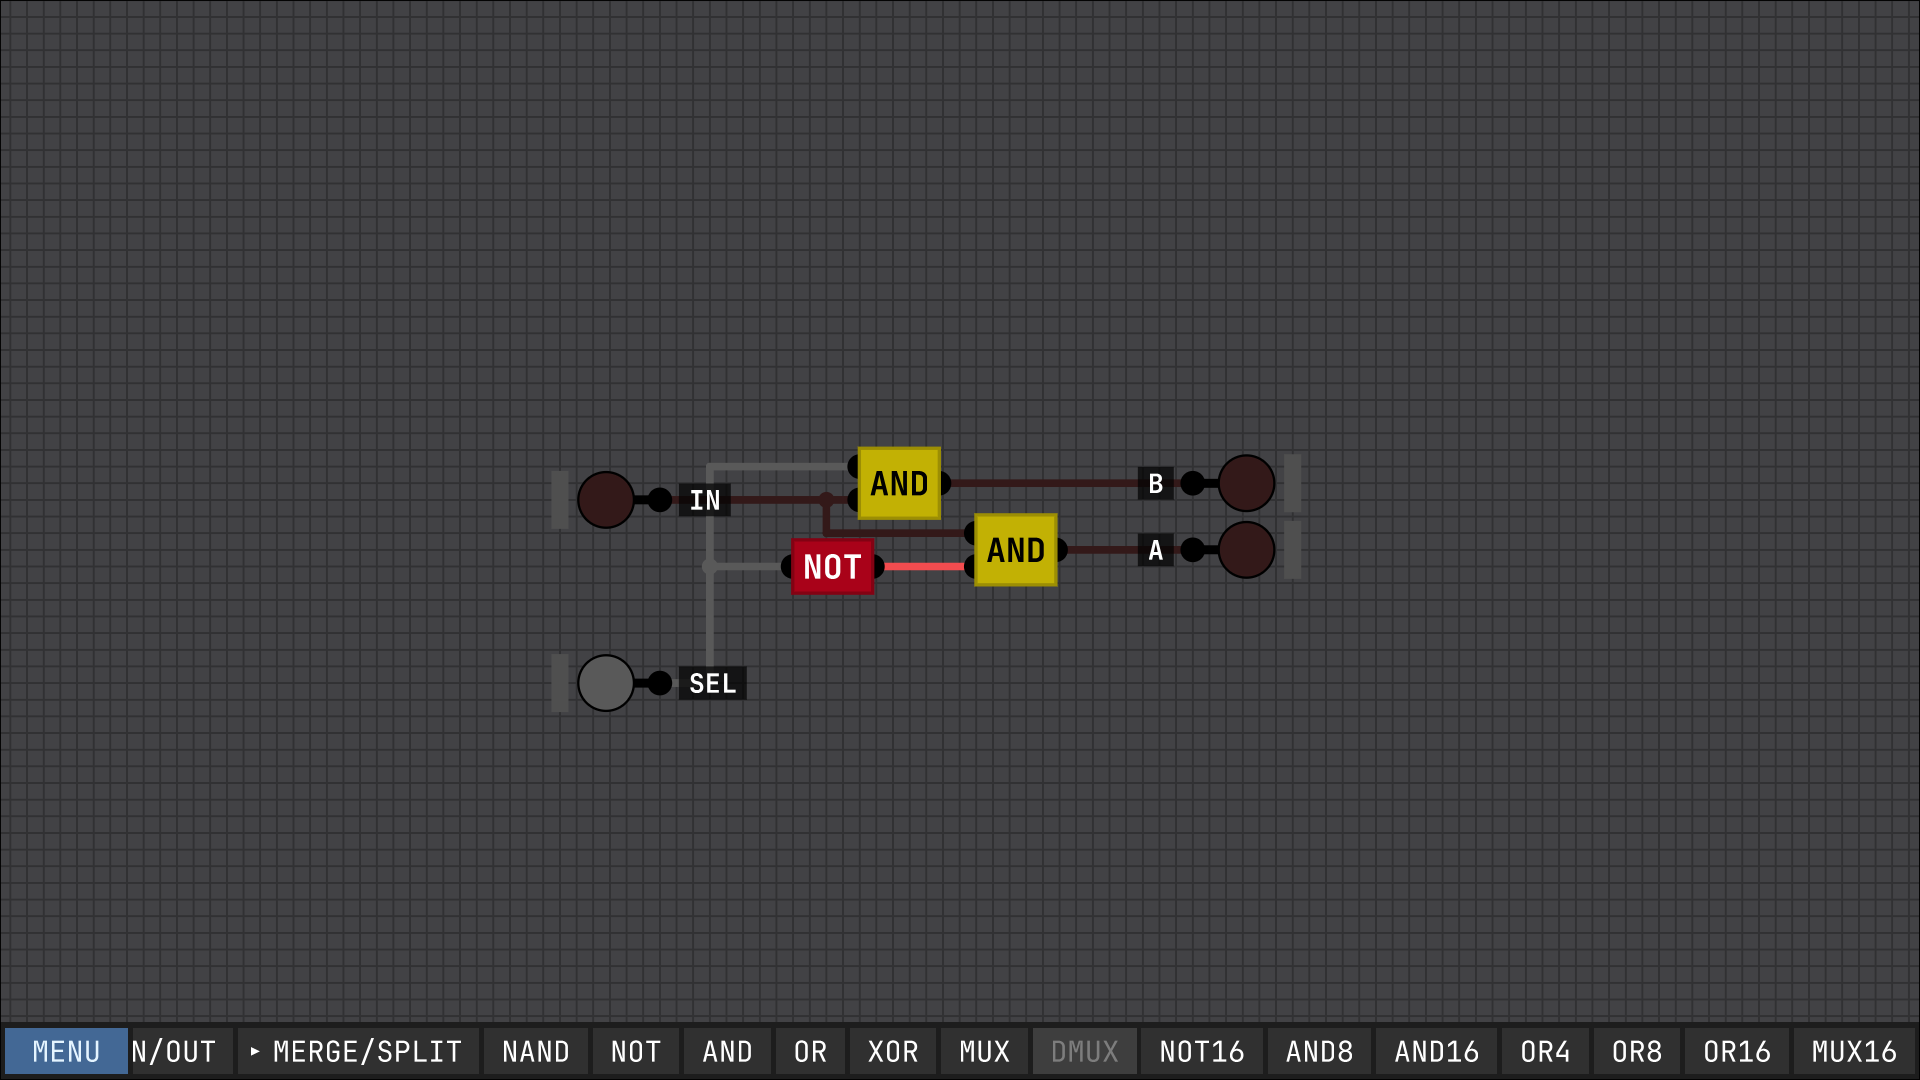 AND
IN
B
AND
A
NOT
SEL
MENU N/OUT ▸ MERGE/SPLIT NAND NOT AND OR XOR MUX DMUX NOT16 AND8 AND16 OR4 OR8 OR16 MUX16